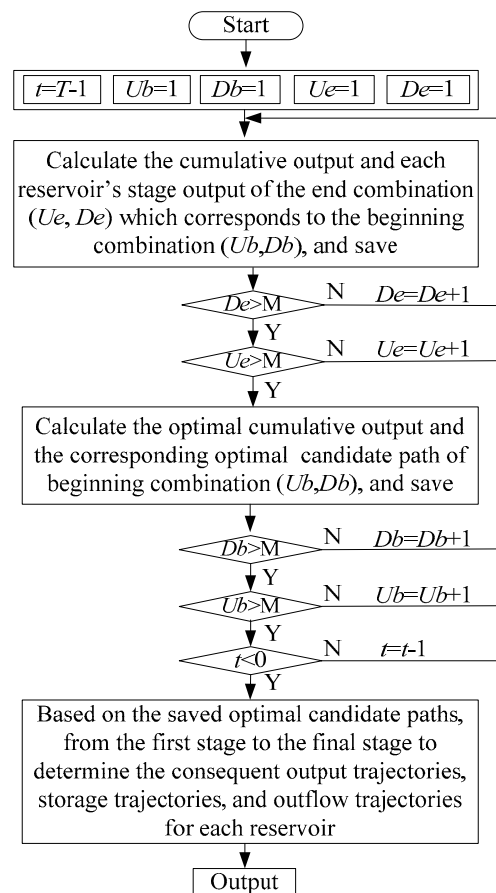 Start
t=T-1 Ub=1 Db=1 Ue=1 De=1
Calculate the cumulative output and each
reservoir's stage output of the end combination
(Ue, De) which corresponds to the beginning
combination (Ub,Db), and save
De>M N De=De+1
Y
Ue>M N Ue=Ue+1
Y
Calculate the optimal cumulative output and
the corresponding optimal candidate path of
beginning combination (Ub,Db), and save
Db>M N Db=Db+1
Y
Ub>M N Ub=Ub+1
Y
t<0 N t=t-1
Y
Based on the saved optimal candidate paths,
from the first stage to the final stage to
determine the consequent output trajectories,
storage trajectories, and outflow trajectories
for each reservoir
Output